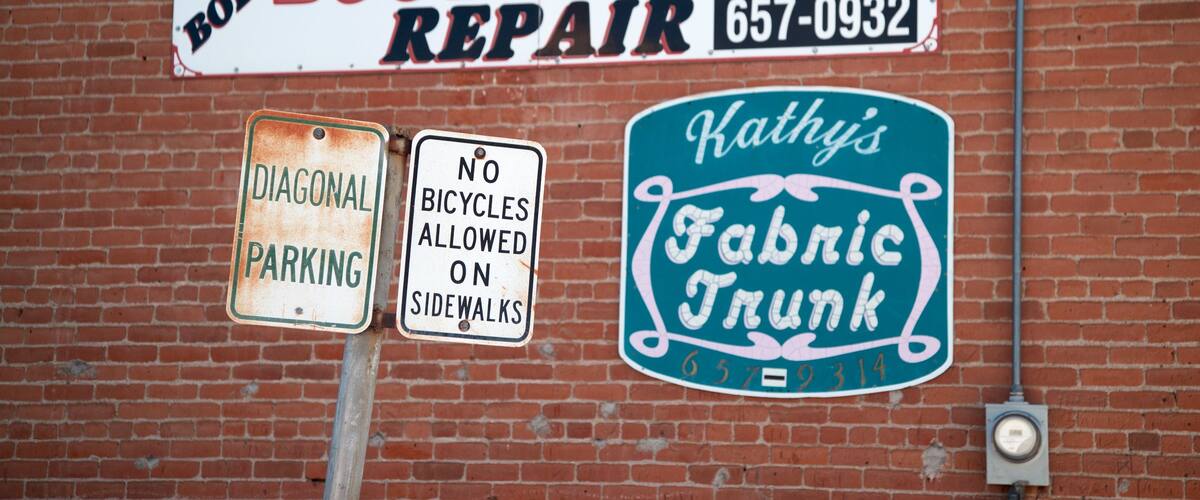 REPAIR
657-0932
DIAGONAL
PARKING
NO
BICYCLES
ALLOWED
ON
SIDEWALKS
Kathy's
Fabric
Trunk
657-9314